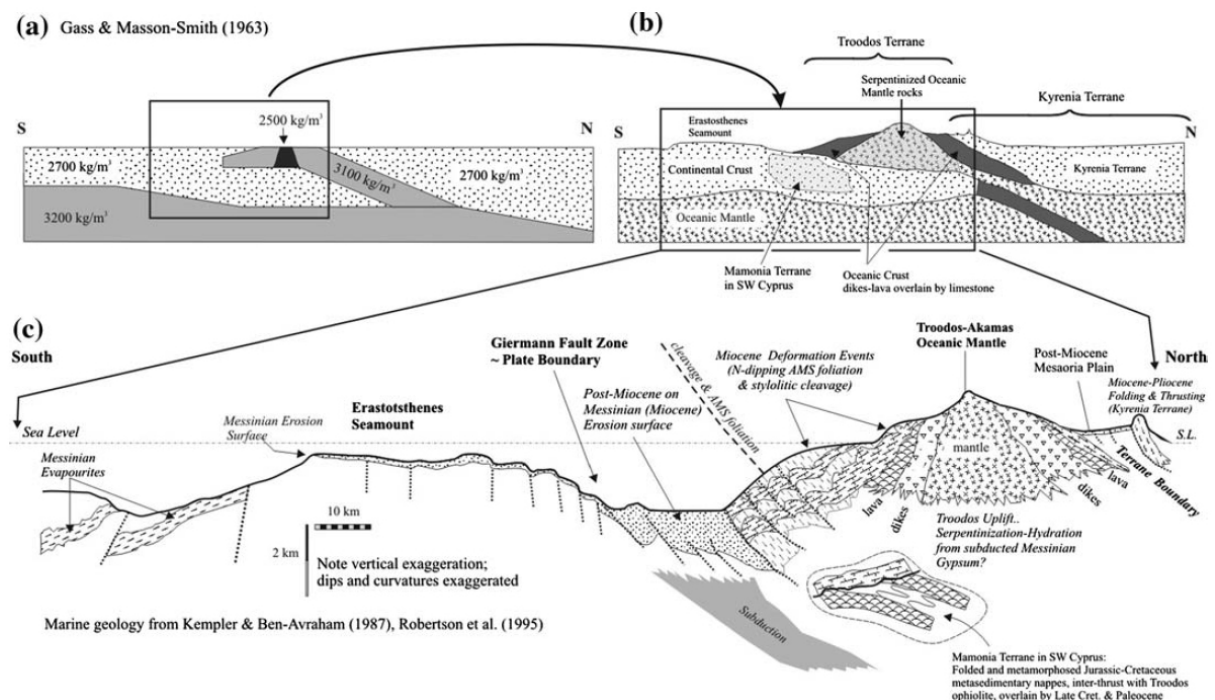 (a) Gass & Masson-Smith (1963)
S
N
2500 kg/m³
2700 kg/m³
3100 kg/m³
2700 kg/m³
3200 kg/m³
(b)
Troodos Terrane
Serpentinized Oceanic
Mantle rocks
Kyrenia Terrane
S
N
Erastosthenes
Seamount
Continental Crust
Kyrenia Terrane
Oceanic Mantle
Mamonia Terrane
in SW Cyprus
Oceanic Crust
dikes-lava overlain by limestone
(c)
South
North
Giermann Fault Zone
~ Plate Boundary
cleavage & AMS foliation
Miocene Deformation Events
(N-dipping AMS foliation
& stylolitic cleavage)
Troodos-Akamas
Oceanic Mantle
Post-Miocene
Mesaoria Plain
Miocene-Pliocene
Folding & Thrusting
(Kyrenia Terrane)
Sea Level
Messinian Erosion
Surface
Erastotsthenes
Seamount
Post-Miocene on
Messinian (Miocene)
Erosion surface
S.L.
Messinian
Evapourites
mantle
lava
dikes
dikes
lava
Terrane Boundary
10 km
2 km
Note vertical exaggeration;
dips and curvatures exaggerated
Troodos Uplift..
Serpentinization-Hydration
from subducted Messinian
Gypsum?
Subduction
Marine geology from Kempler & Ben-Avraham (1987), Robertson et al. (1995)
Mamonia Terrane in SW Cyprus:
Folded and metamorphosed Jurassic-Cretaceous
metasedimentary nappes, inter-thrust with Troodos
ophiolite, overlain by Late Cret. & Paleocene